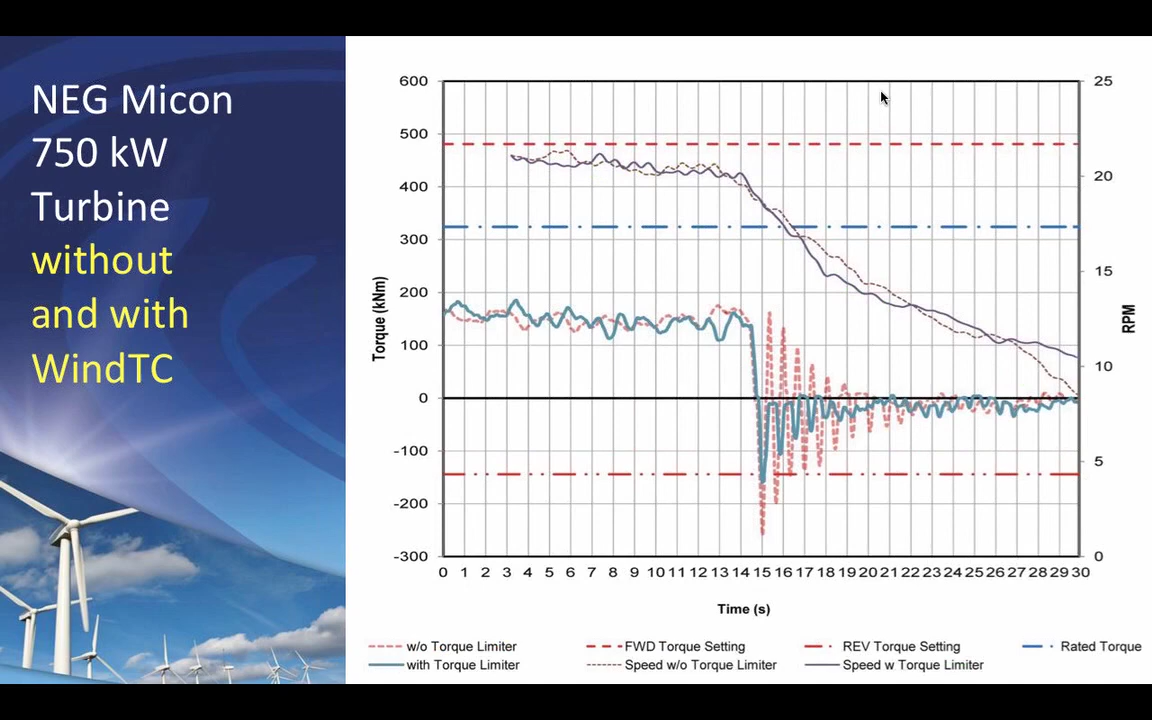 NEG Micon
750 kW
Turbine
without
and with
WindTC
600
500
400
300
200
100
0
-100
-200
-300
Torque (kNm)
25
20
15
10
5
0
RPM
0 1 2 3 4 5 6 7 8 9 10 11 12 13 14 15 16 17 18 19 20 21 22 23 24 25 26 27 28 29 30
Time (s)
w/o Torque Limiter FWD Torque Setting REV Torque Setting Rated Torque
with Torque Limiter Speed w/o Torque Limiter Speed w Torque Limiter